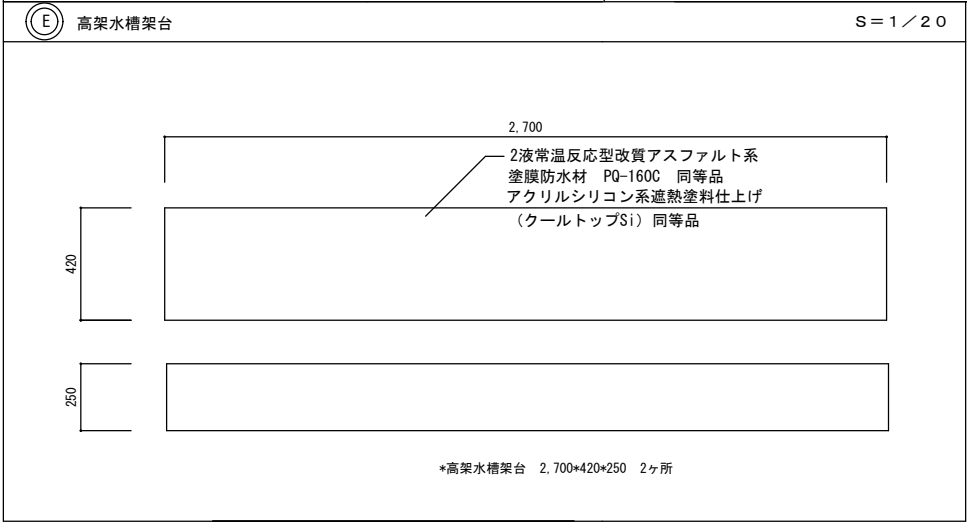 E 高架水槽架台 S=1/20
2,700
2液常温反応型改質アスファルト系
塗膜防水材 PQ-160C 同等品
アクリルシリコン系遮熱塗料仕上げ
(クールトップSi)同等品
420
250
*高架水槽架台 2,700*420*250 2ヶ所